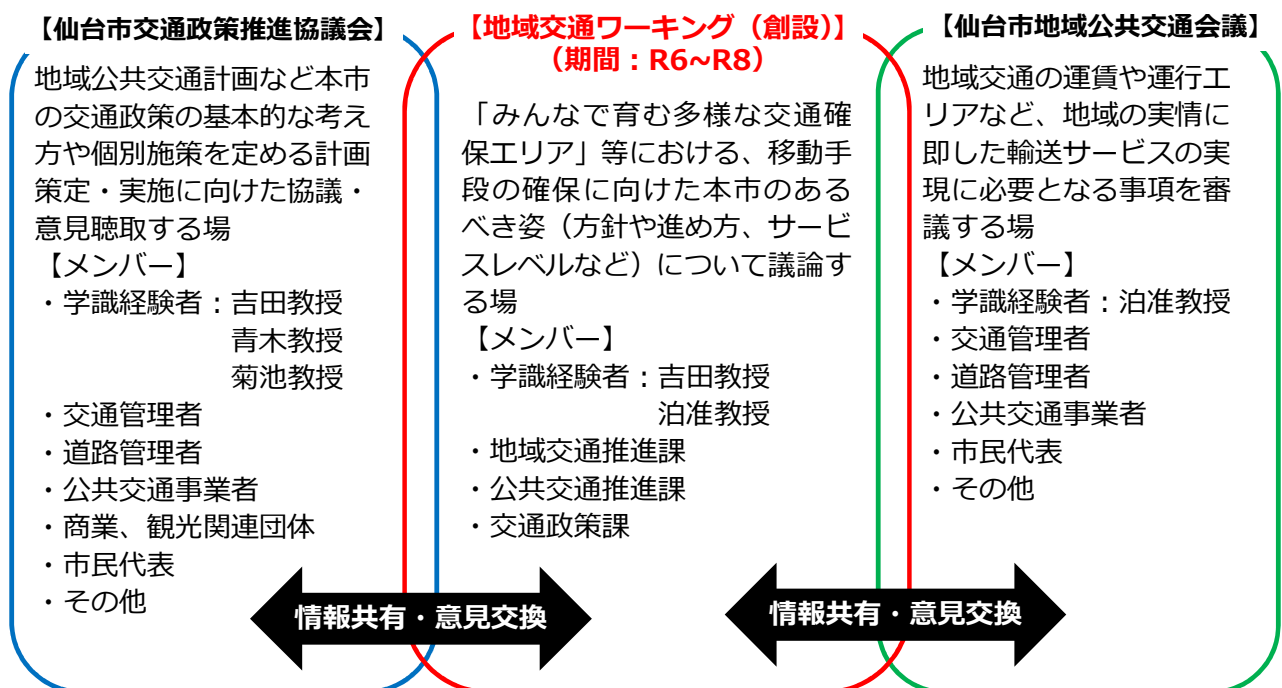 【仙台市交通政策推進協議会】
地域公共交通計画など本市
の交通政策の基本的な考え
方や個別施策を定める計画
策定・実施に向けた協議・
意見聴取する場
【メンバー】
・学識経験者：吉田教授
青木教授
菊池教授
・交通管理者
・道路管理者
・公共交通事業者
・商業、観光関連団体
・市民代表
・その他
【地域交通ワーキング（創設）】
（期間：R6~R8）
「みんなで育む多様な交通確
保エリア」等における、移動手
段の確保に向けた本市のある
べき姿（方針や進め方、サービ
スレベルなど）について議論す
る場
【メンバー】
・学識経験者：吉田教授
泊准教授
・地域交通推進課
・公共交通推進課
・交通政策課
【仙台市地域公共交通会議】
地域交通の運賃や運行エ
リアなど、地域の実情に
即した輸送サービスの実
現に必要となる事項を審
議する場
【メンバー】
・学識経験者：泊准教授
・交通管理者
・道路管理者
・公共交通事業者
・市民代表
・その他
情報共有・意見交換
情報共有・意見交換